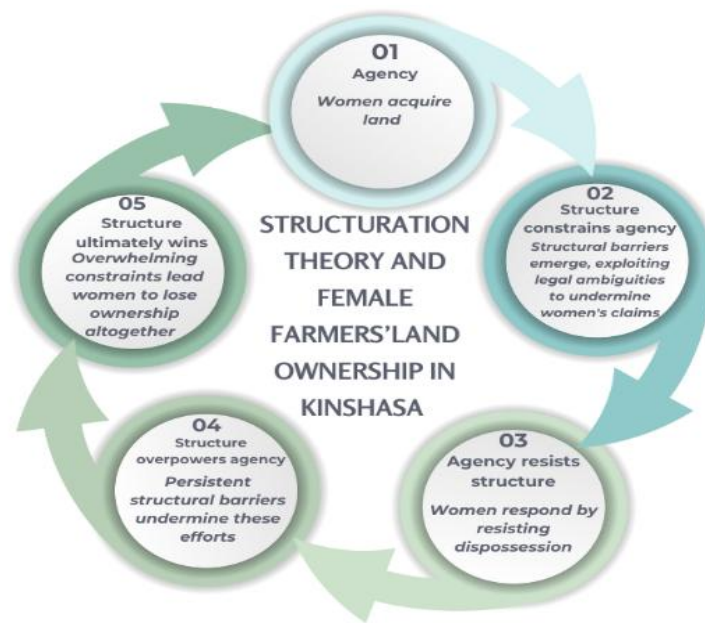 01
Agency
Women acquire
land
02
Structure
constrains agency
Structural barriers
emerge, exploiting
legal ambiguities
to undermine
women's claims
03
Agency resists
structure
Women respond by
resisting
dispossession
04
Structure
overpowers agency
Persistent
structural barriers
undermine these
efforts
05
Structure
ultimately wins
Overwhelming
constraints lead
women to lose
ownership
altogether
STRUCTURATION
THEORY AND
FEMALE
FARMERS'LAND
OWNERSHIP IN
KINSHASA